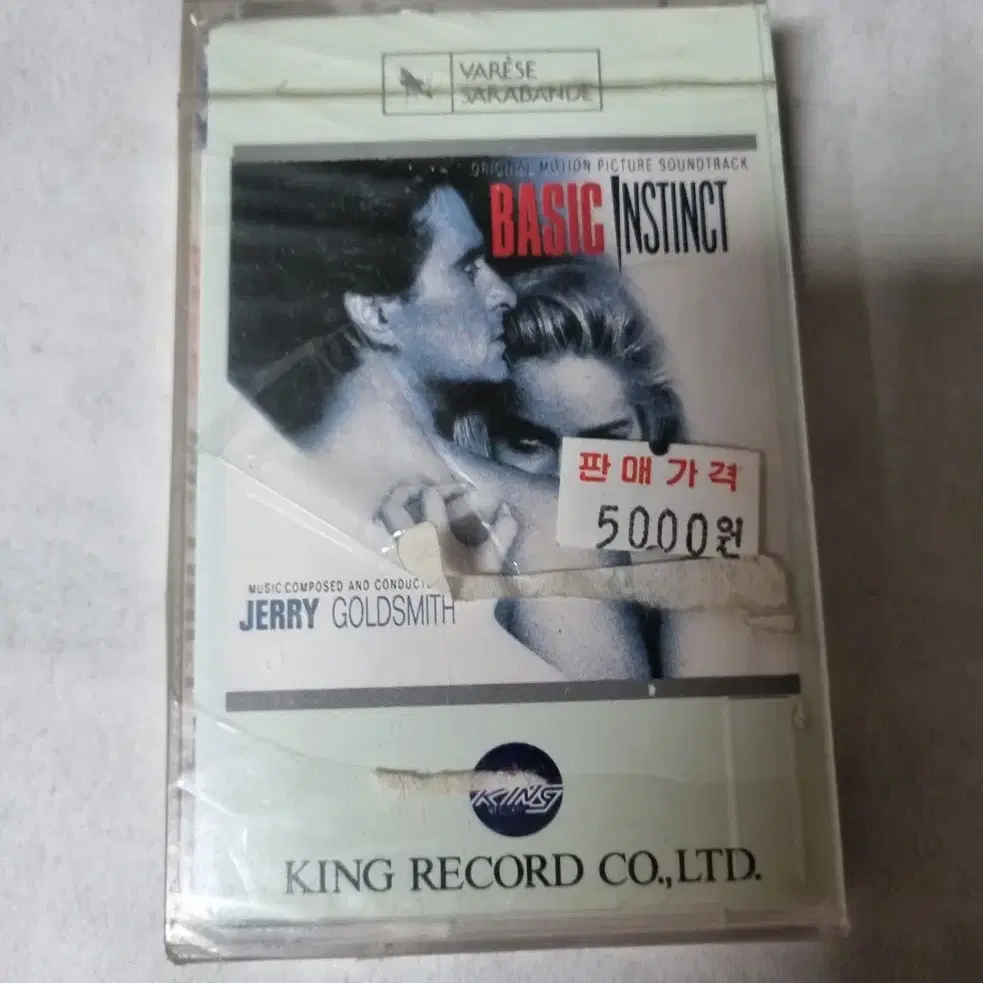 VARÈSE
SARABANDE
ORIGINAL MOTION PICTURE SOUNDTRACK
BASIC INSTINCT
판매가격
5000원
MUSIC COMPOSED AND
JERRY GOLDSMITH
KING
KING RECORD CO.,LTD.